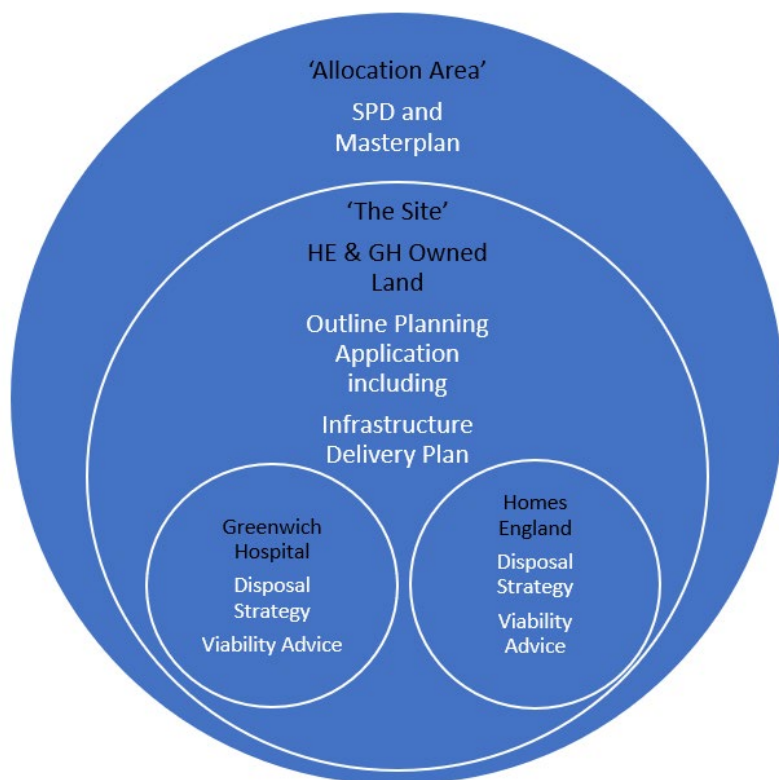 ‘Allocation Area’
SPD and
Masterplan
‘The Site’
HE & GH Owned
Land
Outline Planning
Application
including
Infrastructure
Delivery Plan
Greenwich
Hospital
Disposal
Strategy
Viability Advice
Homes
England
Disposal
Strategy
Viability
Advice